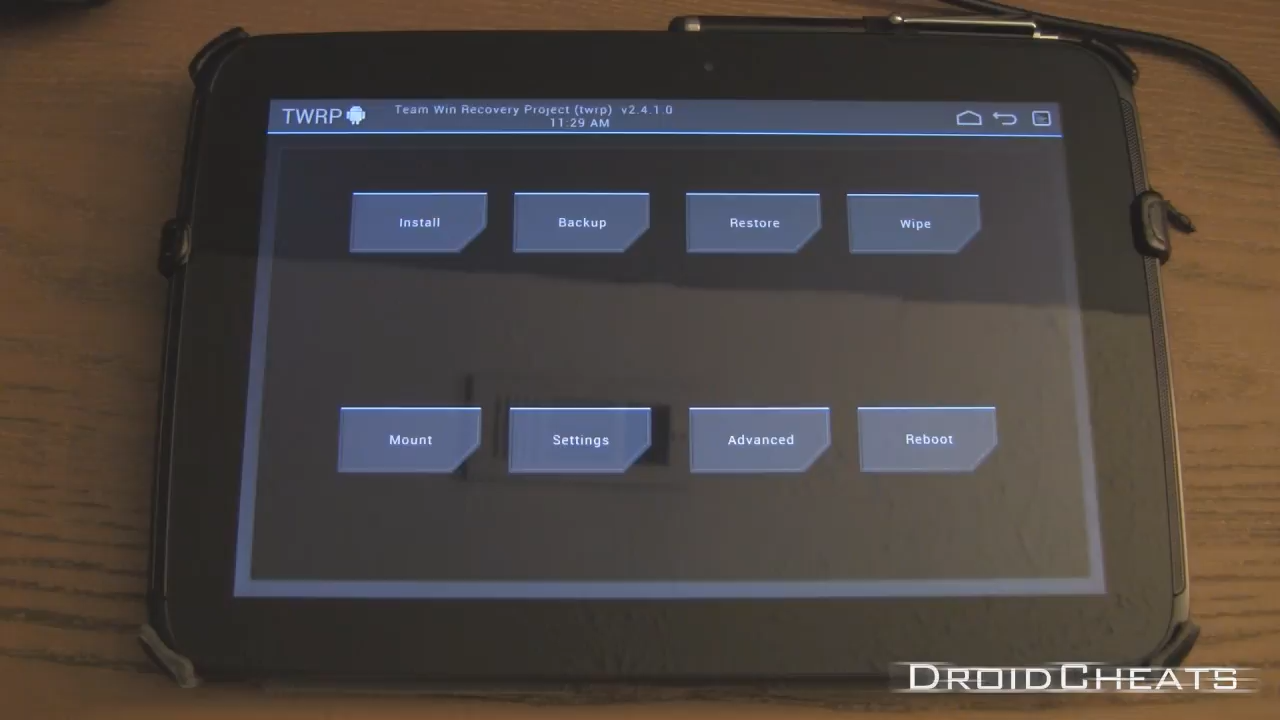 TWRP
Team Win Recovery Project (twrp) v2.4.1.0
11:29 AM
Install
Backup
Restore
Wipe
Mount
Settings
Advanced
Reboot
DROIDCHEATS